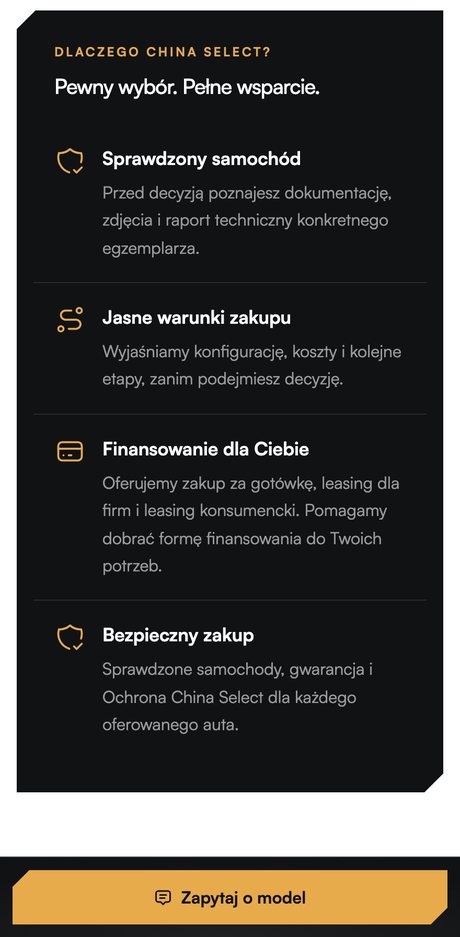 DLACZEGO CHINA SELECT?
Pewny wybór. Pełne wsparcie.
Sprawdzony samochód
Przed decyzją poznajesz dokumentację,
zdjęcia i raport techniczny konkretnego
egzemplarza.
Jasne warunki zakupu
Wyjaśniamy konfigurację, koszty i kolejne
etapy, zanim podejmiesz decyzję.
Finansowanie dla Ciebie
Oferujemy zakup za gotówkę, leasing dla
firm i leasing konsumencki. Pomagamy
dobrać formę finansowania do Twoich
potrzeb.
Bezpieczny zakup
Sprawdzone samochody, gwarancja i
Ochrona China Select dla każdego
oferowanego auta.
Zapytaj o model